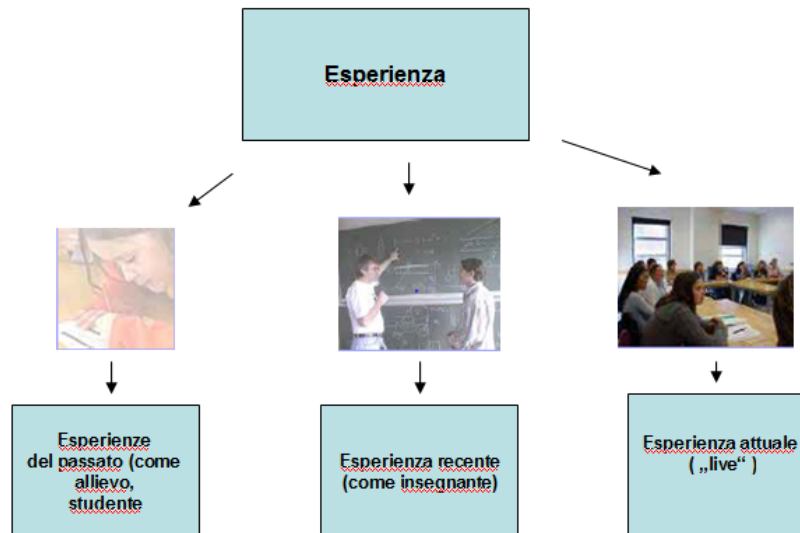 Esperienza
Esperienze
del passato (come
allievo,
studente
Esperienza recente
(come insegnante)
Esperienza attuale
( „live“ )